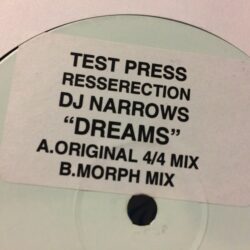 TEST PRESS
RESSERECTION
DJ NARROWS
“DREAMS”
A.ORIGINAL 4/4 MIX
B.MORPH MIX